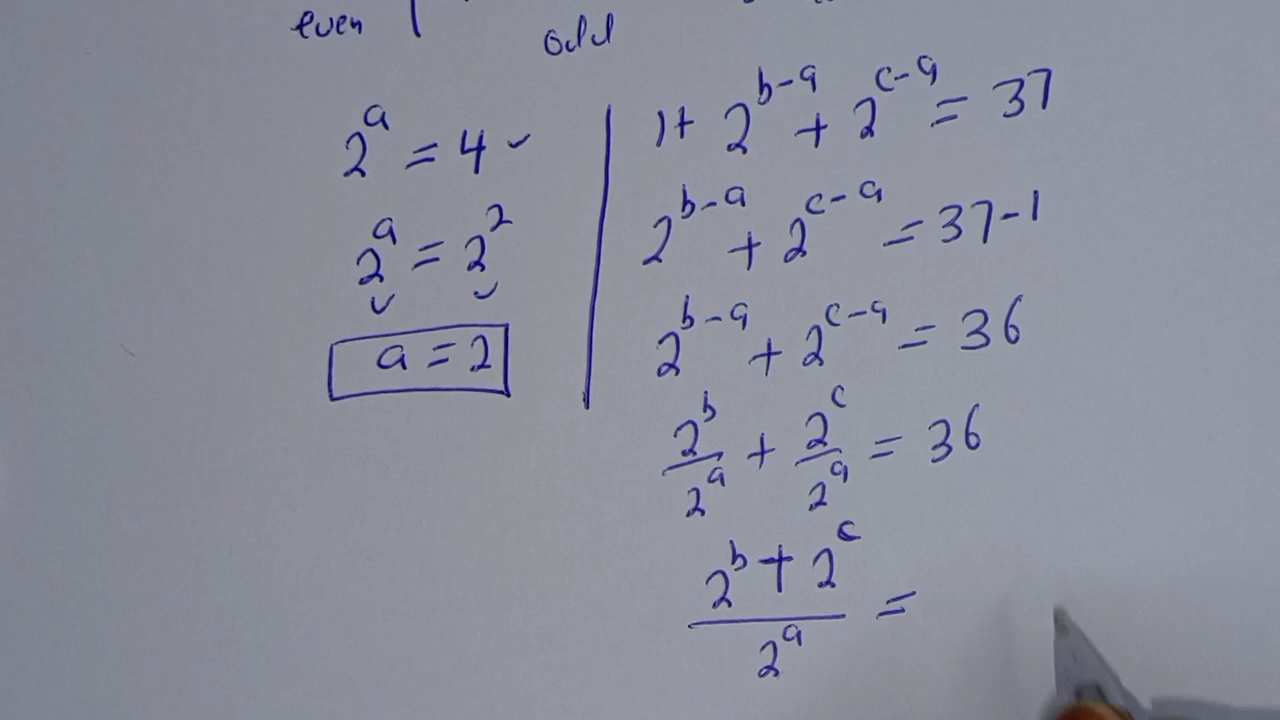 even | odd
2^a = 4 ✓
2^a = 2^2
a = 2
1 + 2^{b-a} + 2^{c-a} = 37
2^{b-a} + 2^{c-a} = 37-1
2^{b-a} + 2^{c-a} = 36
2^b/2^a + 2^c/2^a = 36
(2^b + 2^c)/2^a =